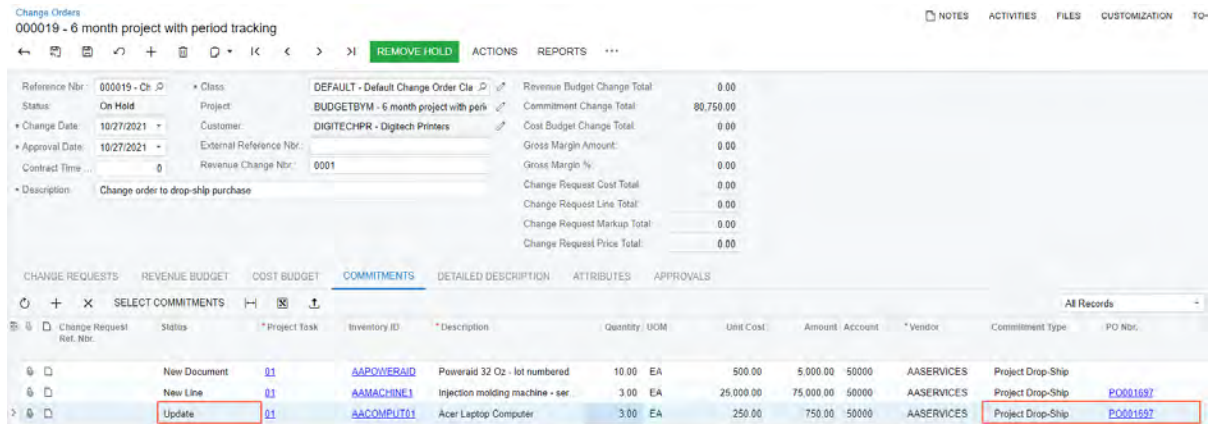 Change Orders
NOTES ACTIVITIES FILES CUSTOMIZATION TO
000019 - 6 month project with period tracking
REMOVE HOLD ACTIONS REPORTS ...
Reference Nbr.: 000019 - Ch * Class: DEFAULT - Default Change Order Cla Revenue Budget Change Total: 0.00
Status: On Hold Project: BUDGETBYM - 6 month project with peri Commitment Change Total: 80,750.00
* Change Date: 10/27/2021 Customer: DIGITECHPR - Digitech Printers Cost Budget Change Total: 0.00
* Approval Date: 10/27/2021 External Reference Nbr.: Gross Margin Amount: 0.00
Contract Time ... 0 Revenue Change Nbr.: 0001 Gross Margin %: 0.00
* Description: Change order to drop-ship purchase Change Request Cost Total: 0.00
Change Request Line Total: 0.00
Change Request Markup Total: 0.00
Change Request Price Total: 0.00
CHANGE REQUESTS REVENUE BUDGET COST BUDGET COMMITMENTS DETAILED DESCRIPTION ATTRIBUTES APPROVALS
SELECT COMMITMENTS All Records
Change Request Status * Project Task Inventory ID * Description Quantity UOM Unit Cost Amount Account * Vendor Commitment Type PO Nbr.
Ref. Nbr.
New Document 01 AAPOWERAID Poweraid 32 Oz - lot numbered 10.00 EA 500.00 5,000.00 50000 AASERVICES Project Drop-Ship
New Line 01 AAMACHINE1 Injection molding machine - ser 3.00 EA 25,000.00 75,000.00 50000 AASERVICES Project Drop-Ship PO001697
Update 01 AACOMPUT01 Acer Laptop Computer 3.00 EA 250.00 750.00 50000 AASERVICES Project Drop-Ship PO001697